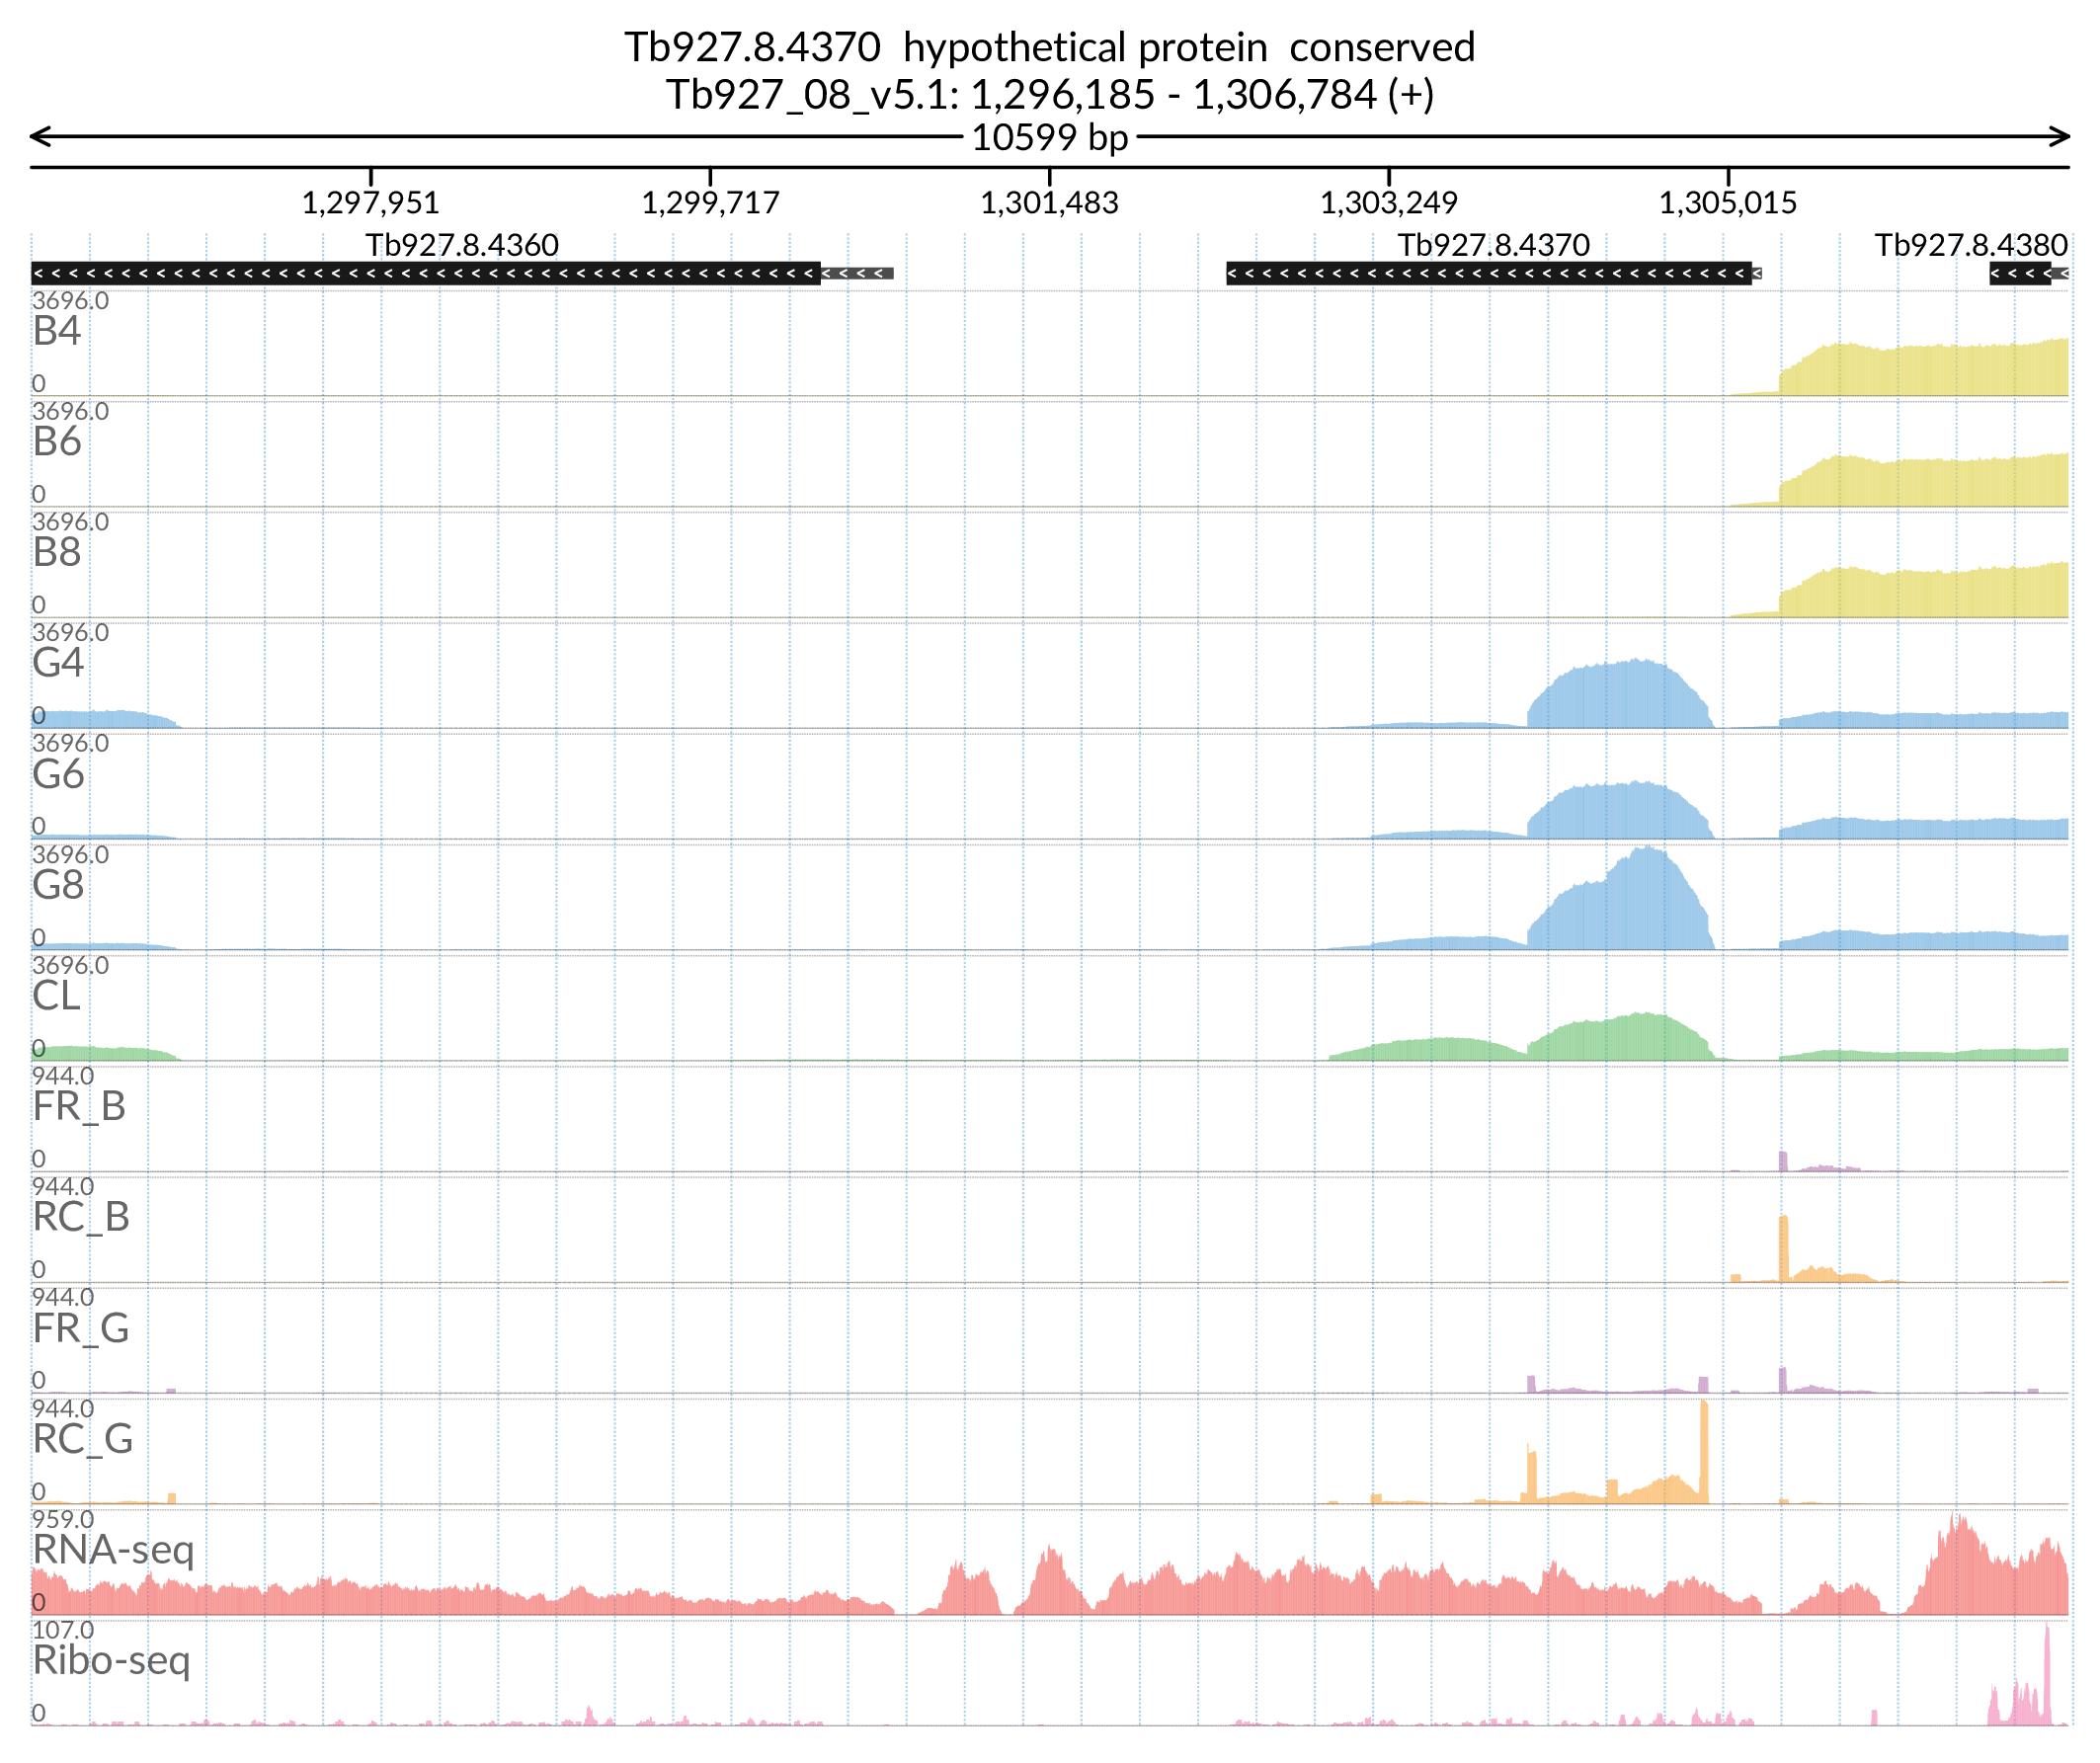 Tb927.8.4370 hypothetical protein conserved
Tb927_08_v5.1: 1,296,185 - 1,306,784 (+)
10599 bp
1,297,951 1,299,717 1,301,483 1,303,249 1,305,015
Tb927.8.4360 Tb927.8.4370 Tb927.8.4380
3696.0
B4
0
3696.0
B6
0
3696.0
B8
0
3696.0
G4
0
3696.0
G6
0
3696.0
G8
0
3696.0
CL
0
944.0
FR_B
0
944.0
RC_B
0
944.0
FR_G
0
944.0
RC_G
0
959.0
RNA-seq
0
107.0
Ribo-seq
0